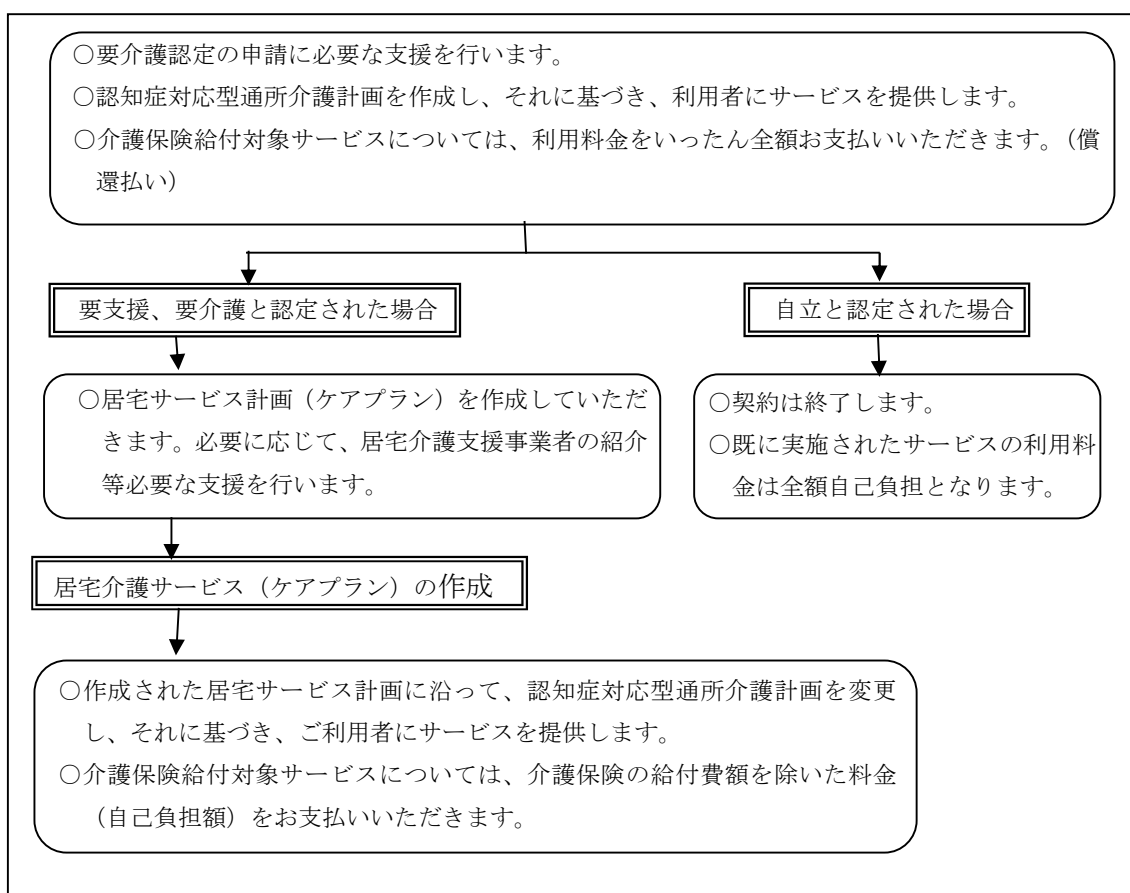 ○要介護認定の申請に必要な支援を行います。
○認知症対応型通所介護計画を作成し、それに基づき、利用者にサービスを提供します。
○介護保険給付対象サービスについては、利用料金をいったん全額お支払いいただきます。（償
還払い）
要支援、要介護と認定された場合
自立と認定された場合
○居宅サービス計画（ケアプラン）を作成していただ
きます。必要に応じて、居宅介護支援事業者の紹介
等必要な支援を行います。
○契約は終了します。
○既に実施されたサービスの利用料
金は全額自己負担となります。
居宅介護サービス（ケアプラン）の作成
○作成された居宅サービス計画に沿って、認知症対応型通所介護計画を変更
し、それに基づき、ご利用者にサービスを提供します。
○介護保険給付対象サービスについては、介護保険の給付費額を除いた料金
（自己負担額）をお支払いいただきます。